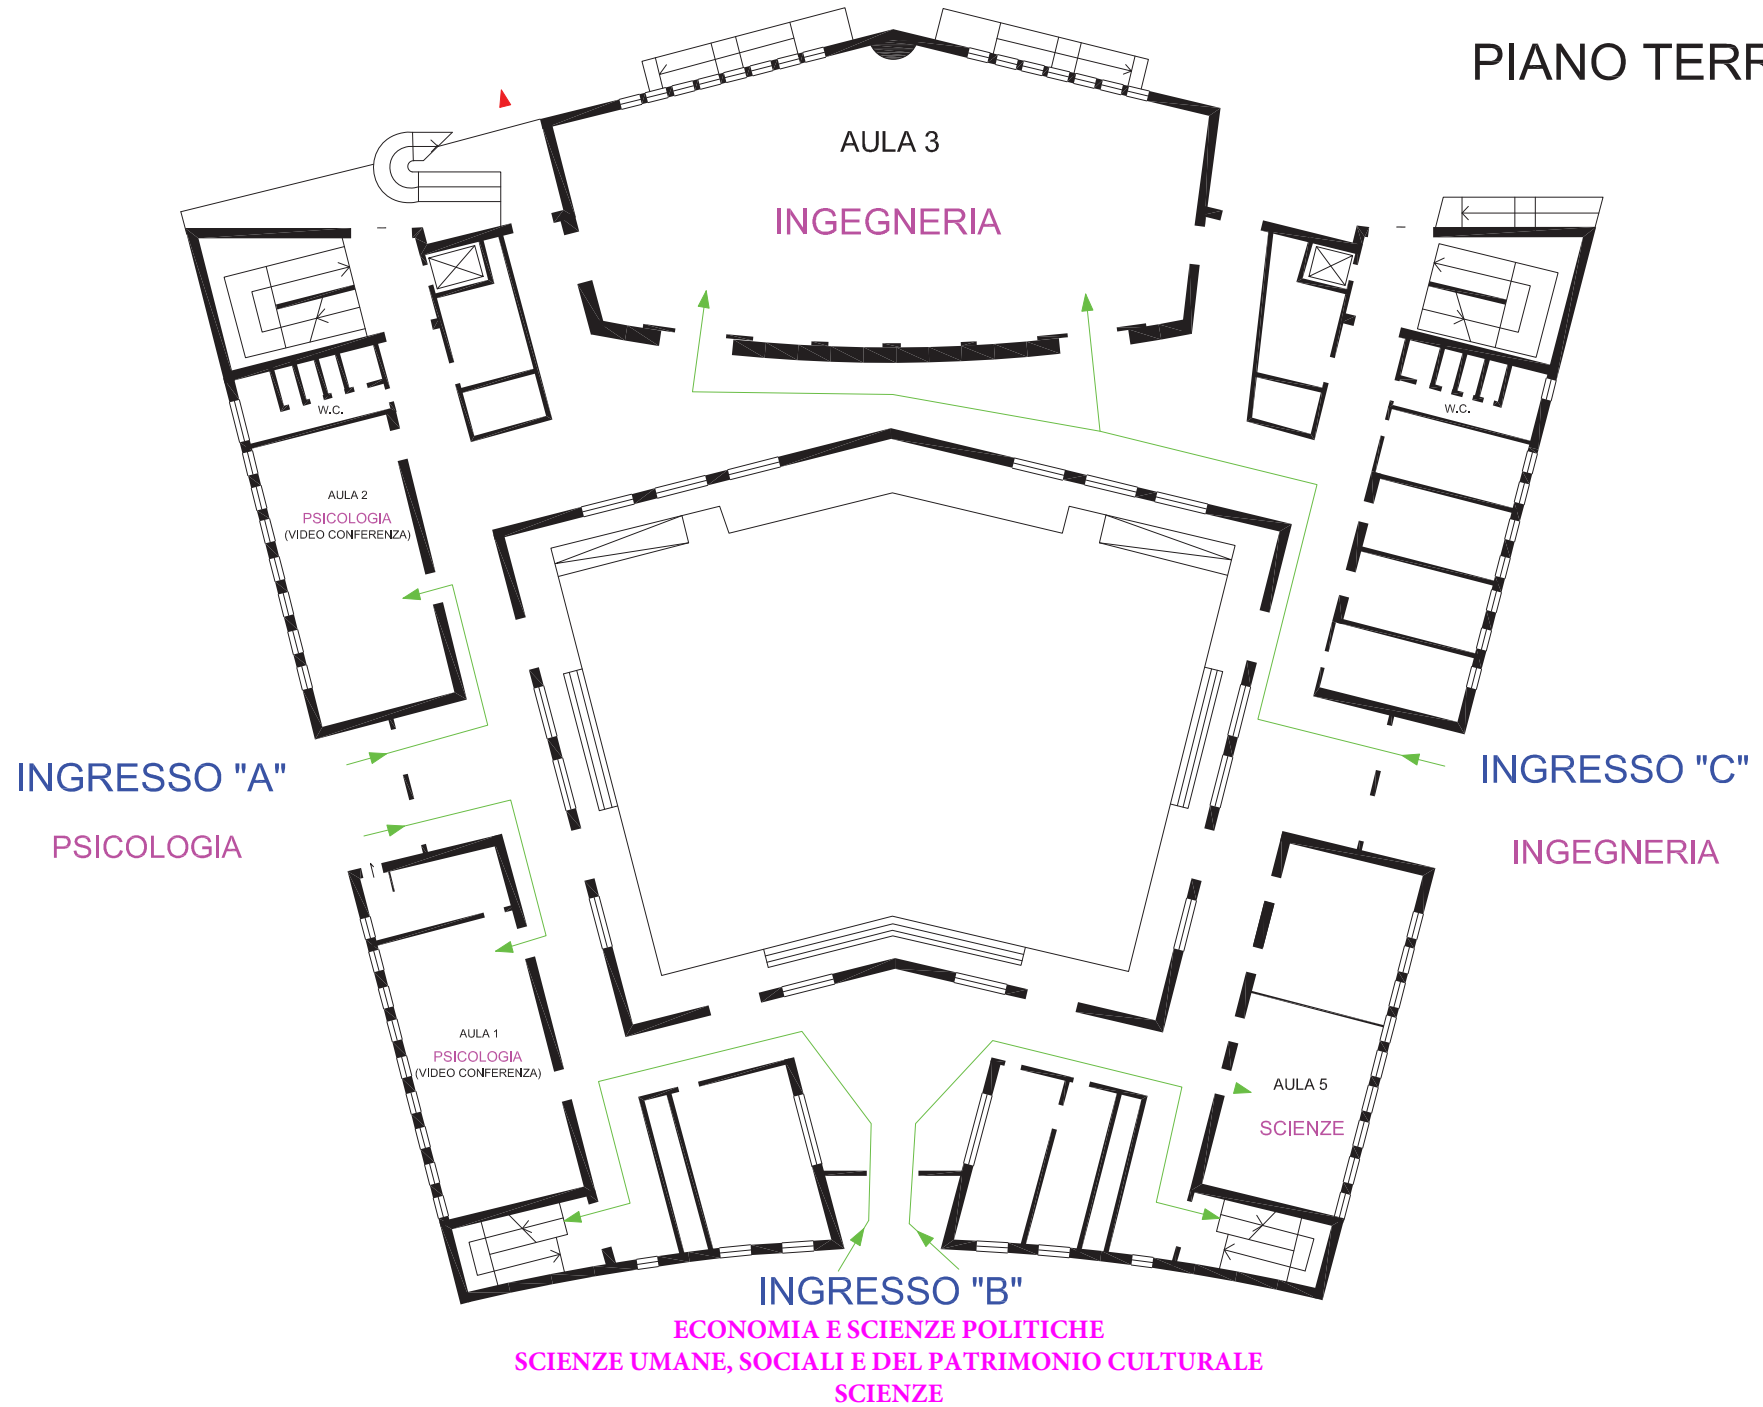 PIANO TERR
AULA 3
INGEGNERIA
W.C.
W.C.
AULA 2
PSICOLOGIA
(VIDEO CONFERENZA)
INGRESSO "A"
PSICOLOGIA
INGRESSO "C"
INGEGNERIA
AULA 1
PSICOLOGIA
(VIDEO CONFERENZA)
AULA 5
SCIENZE
INGRESSO "B"
ECONOMIA E SCIENZE POLITICHE
SCIENZE UMANE, SOCIALI E DEL PATRIMONIO CULTURALE
SCIENZE